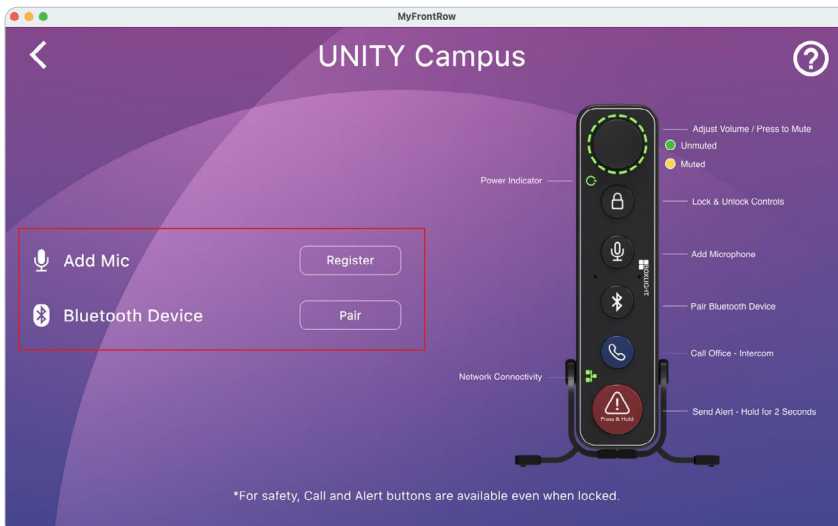 MyFrontRow
UNITY Campus
Adjust Volume / Press to Mute
Unmuted
Muted
Power Indicator
Lock & Unlock Controls
Add Mic
Register
Add Microphone
BOXLIGHT
Bluetooth Device
Pair
Pair Bluetooth Device
Call Office - Intercom
Network Connectivity
Press & Hold
Send Alert - Hold for 2 Seconds
*For safety, Call and Alert buttons are available even when locked.